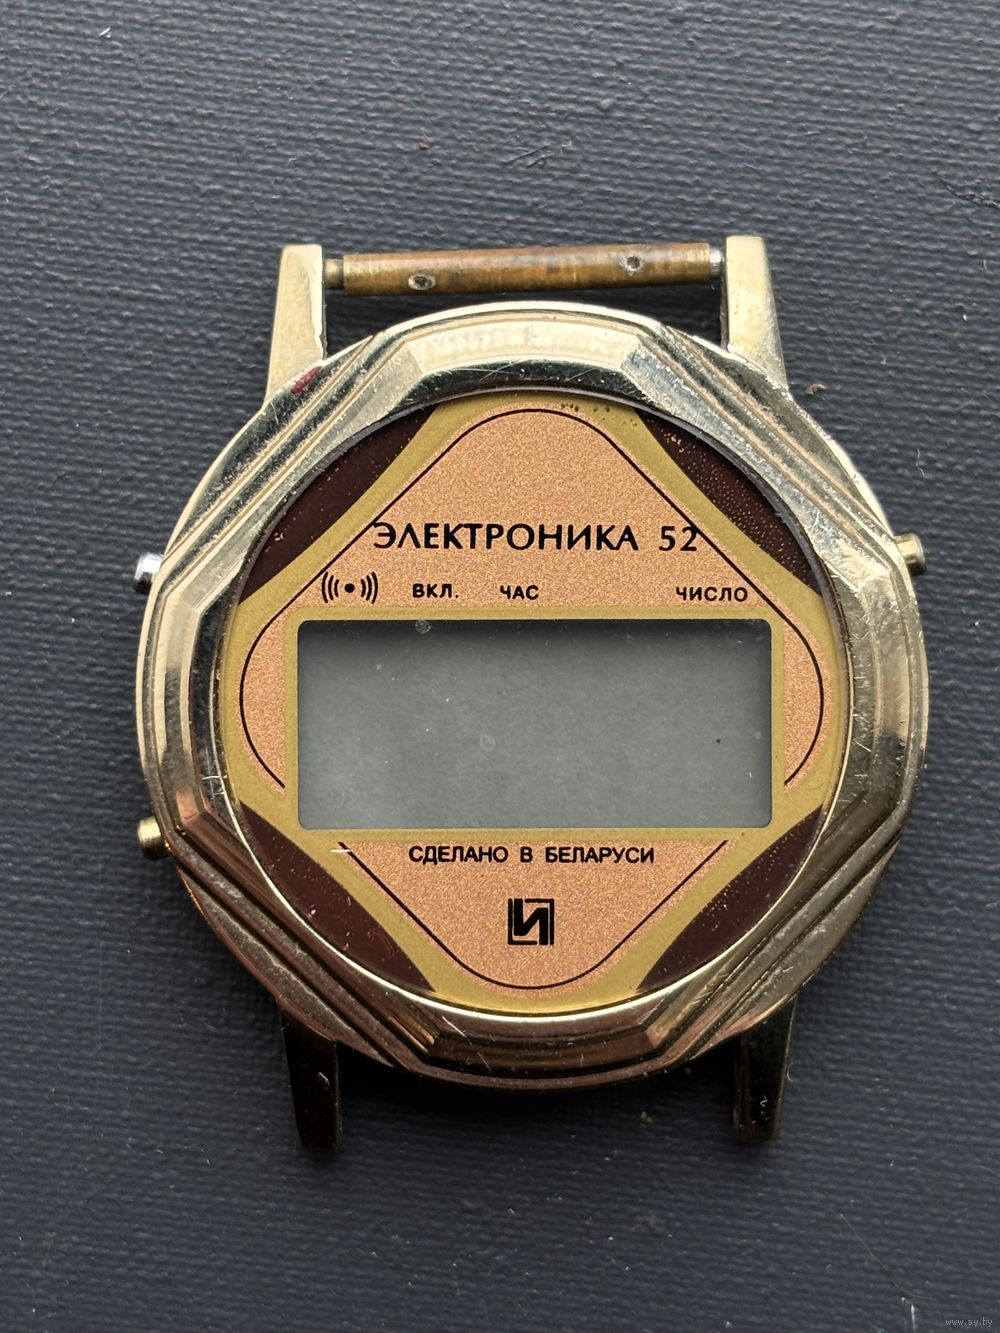 ЭЛЕКТРОНИКА 52
ВКЛ. ЧАС ЧИСЛО
СДЕЛАНО В БЕЛАРУСИ
www.ay.by